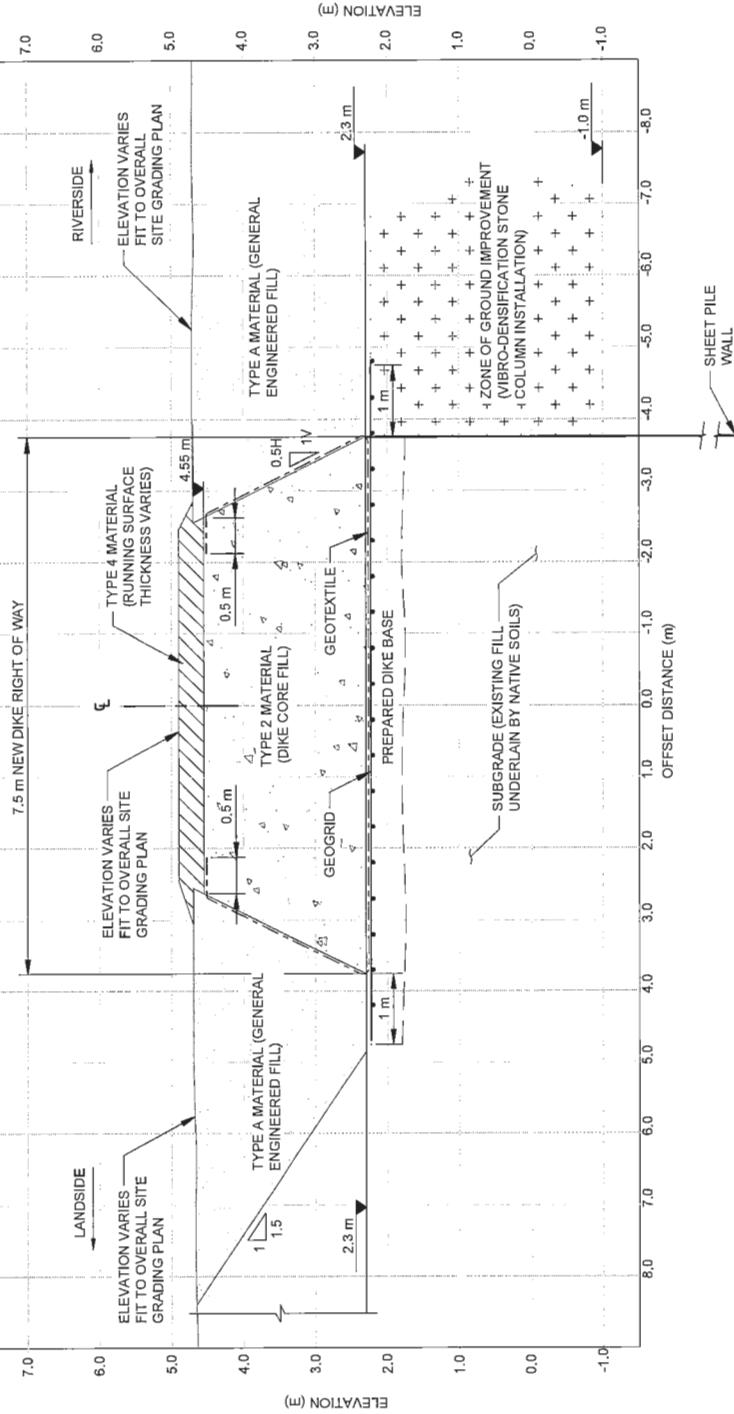 7.5 m NEW DIKE RIGHT OF WAY
LANDSIDE
RIVERSIDE
ELEVATION VARIES
FIT TO OVERALL SITE
GRADING PLAN
ELEVATION VARIES
FIT TO OVERALL SITE
GRADING PLAN
℄
TYPE 4 MATERIAL
(RUNNING SURFACE
THICKNESS VARIES)
ELEVATION VARIES
FIT TO OVERALL
SITE GRADING PLAN
4.55 m
0.5 m
0.5 m
TYPE A MATERIAL (GENERAL
ENGINEERED FILL)
TYPE 2 MATERIAL
(DIKE CORE FILL)
TYPE A MATERIAL (GENERAL
ENGINEERED FILL)
1
1.5
0.5H
1V
2.3 m
2.3 m
GEOGRID
GEOTEXTILE
1 m
1 m
PREPARED DIKE BASE
ZONE OF GROUND IMPROVEMENT
(VIBRO-DENSIFICATION STONE
COLUMN INSTALLATION)
SUBGRADE (EXISTING FILL
UNDERLAIN BY NATIVE SOILS)
-1.0 m
SHEET PILE
WALL
ELEVATION (m)
7.0
6.0
5.0
4.0
3.0
2.0
1.0
0.0
-1.0
8.0
7.0
6.0
5.0
4.0
3.0
2.0
1.0
0.0
-1.0
-2.0
-3.0
-4.0
-5.0
-6.0
-7.0
-8.0
OFFSET DISTANCE (m)
7.0
6.0
5.0
4.0
3.0
2.0
1.0
0.0
-1.0
ELEVATION (m)